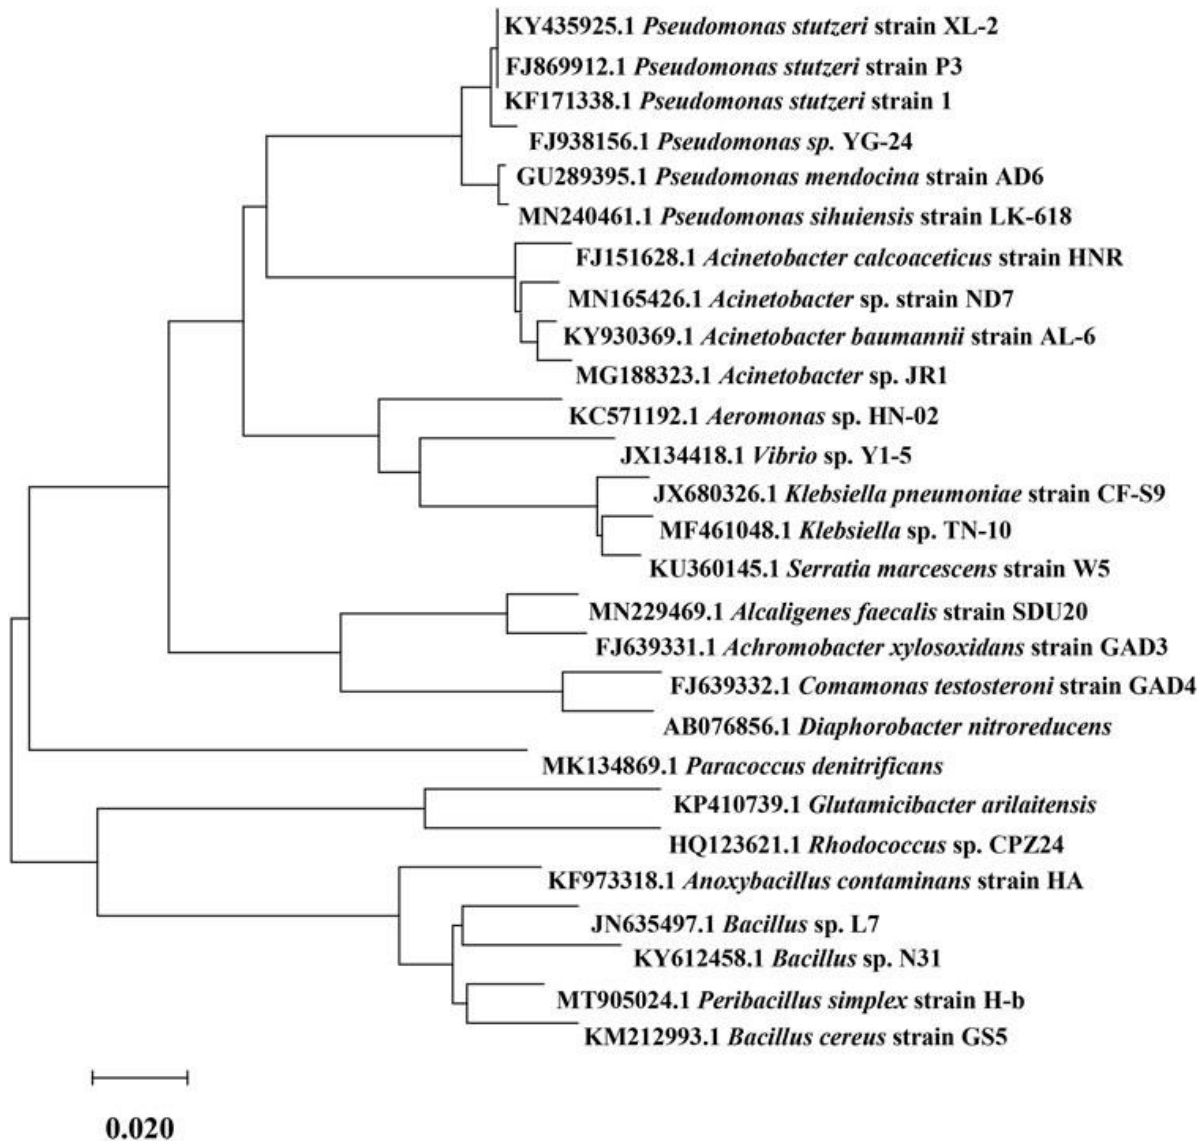 KY435925.1 Pseudomonas stutzeri strain XL-2
FJ869912.1 Pseudomonas stutzeri strain P3
KF171338.1 Pseudomonas stutzeri strain 1
FJ938156.1 Pseudomonas sp. YG-24
GU289395.1 Pseudomonas mendocina strain AD6
MN240461.1 Pseudomonas sihuiensis strain LK-618
FJ151628.1 Acinetobacter calcoaceticus strain HNR
MN165426.1 Acinetobacter sp. strain ND7
KY930369.1 Acinetobacter baumannii strain AL-6
MG188323.1 Acinetobacter sp. JR1
KC571192.1 Aeromonas sp. HN-02
JX134418.1 Vibrio sp. Y1-5
JX680326.1 Klebsiella pneumoniae strain CF-S9
MF461048.1 Klebsiella sp. TN-10
KU360145.1 Serratia marcescens strain W5
MN229469.1 Alcaligenes faecalis strain SDU20
FJ639331.1 Achromobacter xylosoxidans strain GAD3
FJ639332.1 Comamonas testosteroni strain GAD4
AB076856.1 Diaphorobacter nitroreducens
MK134869.1 Paracoccus denitrificans
KP410739.1 Glutamicibacter arilaitensis
HQ123621.1 Rhodococcus sp. CPZ24
KF973318.1 Anoxybacillus contaminans strain HA
JN635497.1 Bacillus sp. L7
KY612458.1 Bacillus sp. N31
MT905024.1 Peribacillus simplex strain H-b
KM212993.1 Bacillus cereus strain GS5
0.020